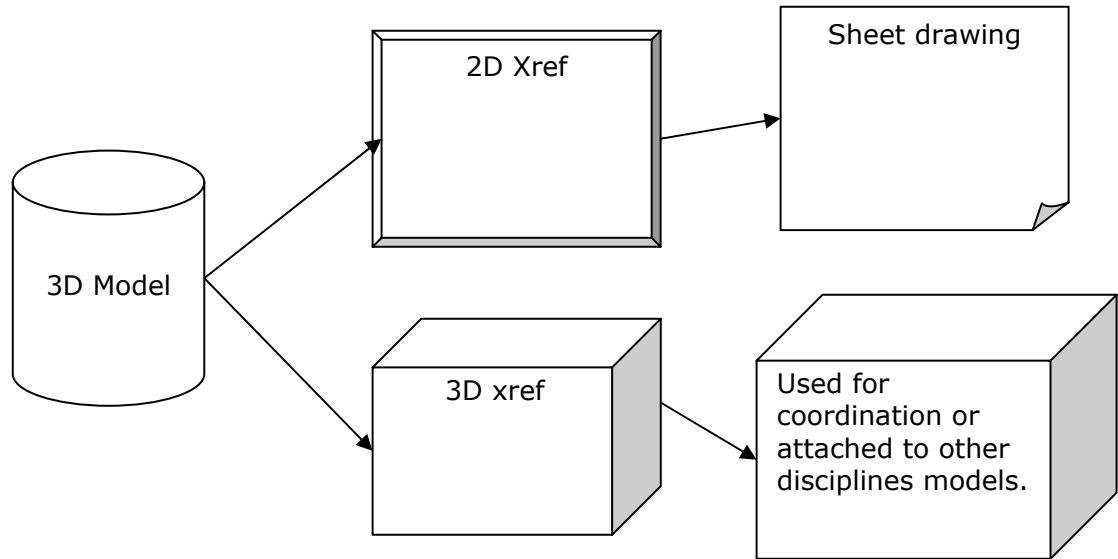 2D Xref
Sheet drawing
3D Model
3D xref
Used for
coordination or
attached to other
disciplines models.